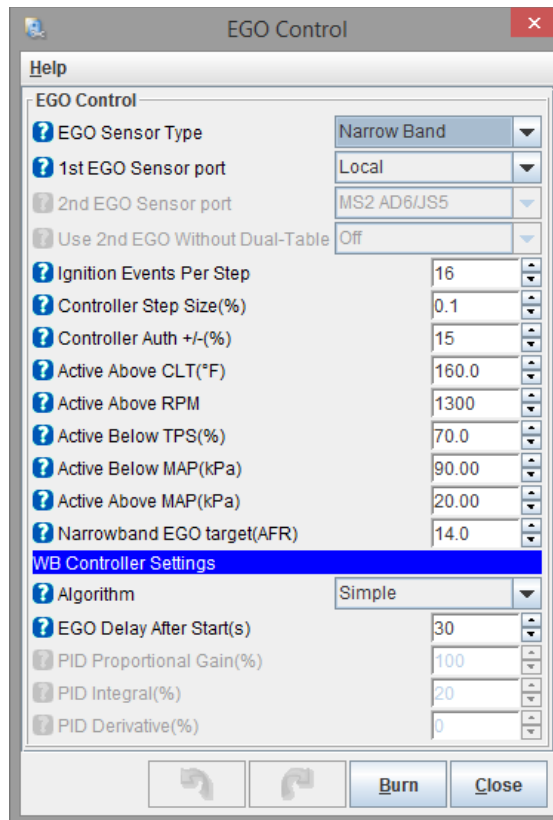 EGO Control
Help
EGO Control
EGO Sensor Type Narrow Band
1st EGO Sensor port Local
2nd EGO Sensor port MS2 AD6/JS5
Use 2nd EGO Without Dual-Table Off
Ignition Events Per Step 16
Controller Step Size(%) 0.1
Controller Auth +/-(%) 15
Active Above CLT(°F) 160.0
Active Above RPM 1300
Active Below TPS(%) 70.0
Active Below MAP(kPa) 90.00
Active Above MAP(kPa) 20.00
Narrowband EGO target(AFR) 14.0
WB Controller Settings
Algorithm Simple
EGO Delay After Start(s) 30
PID Proportional Gain(%) 100
PID Integral(%) 20
PID Derivative(%) 0
Burn Close